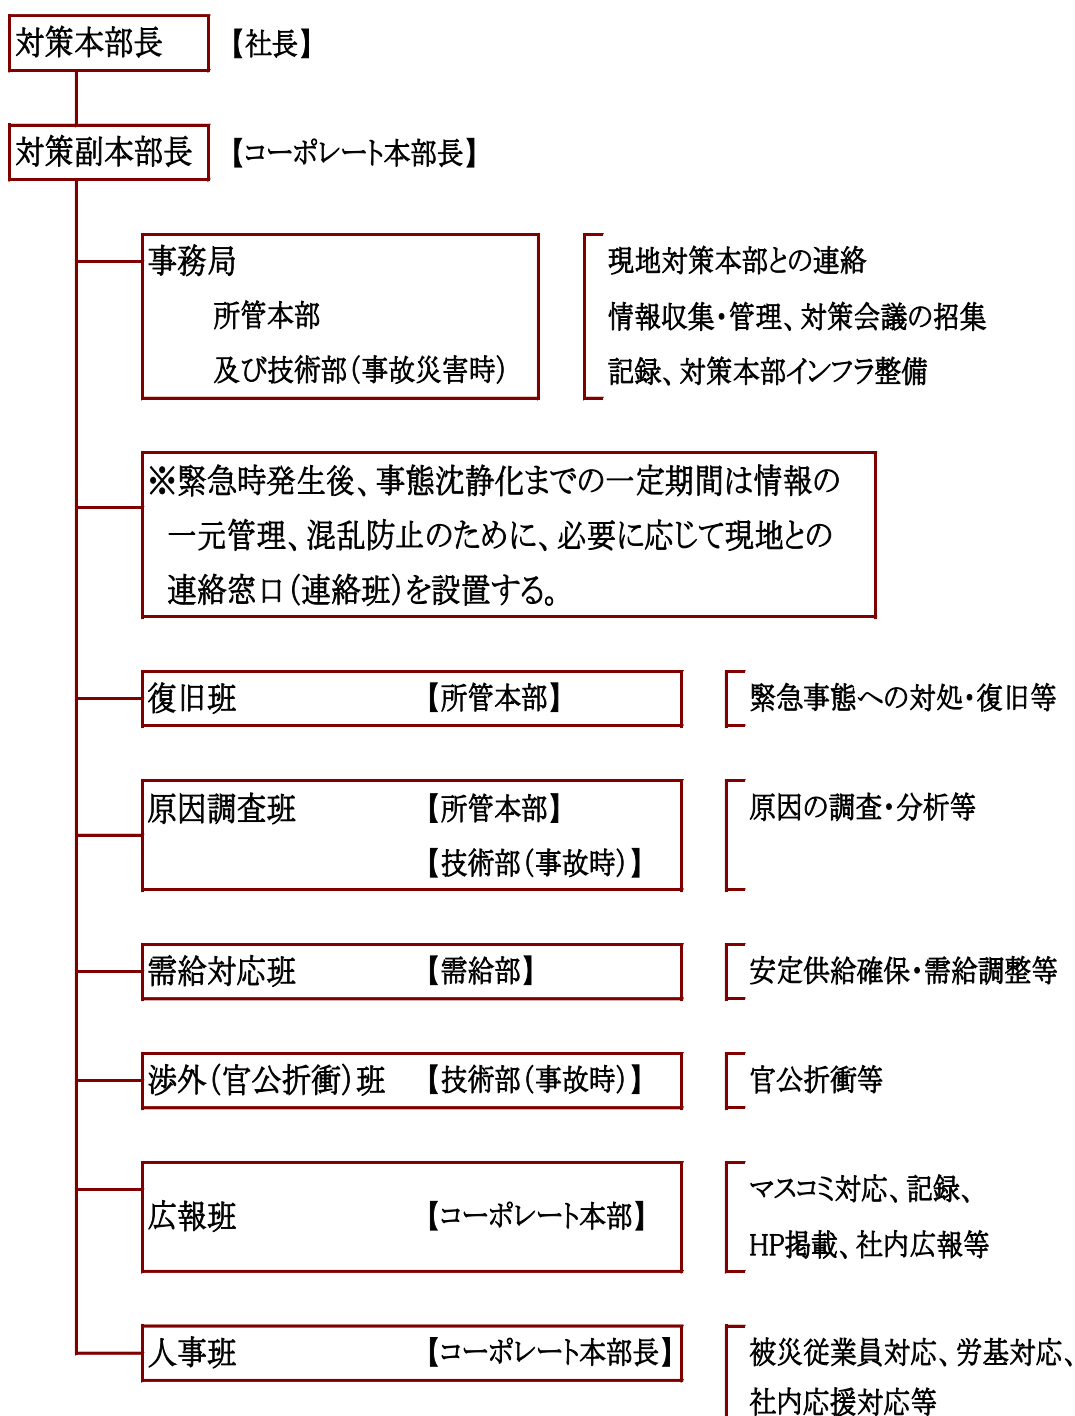 対策本部長 【社長】
対策副本部長 【コーポレート本部長】
事務局 現地対策本部との連絡
所管本部 情報収集・管理、対策会議の招集
及び技術部（事故災害時） 記録、対策本部インフラ整備
※緊急時発生後、事態沈静化までの一定期間は情報の
一元管理、混乱防止のために、必要に応じて現地との
連絡窓口（連絡班）を設置する。
復旧班 【所管本部】 緊急事態への対処・復旧等
原因調査班 【所管本部】 原因の調査・分析等
【技術部（事故時）】
需給対応班 【需給部】 安定供給確保・需給調整等
渉外（官公折衝）班 【技術部（事故時）】 官公折衝等
マスコミ対応、記録、
広報班 【コーポレート本部】
HP掲載、社内広報等
人事班 【コーポレート本部長】 被災従業員対応、労基対応、
社内応援対応等